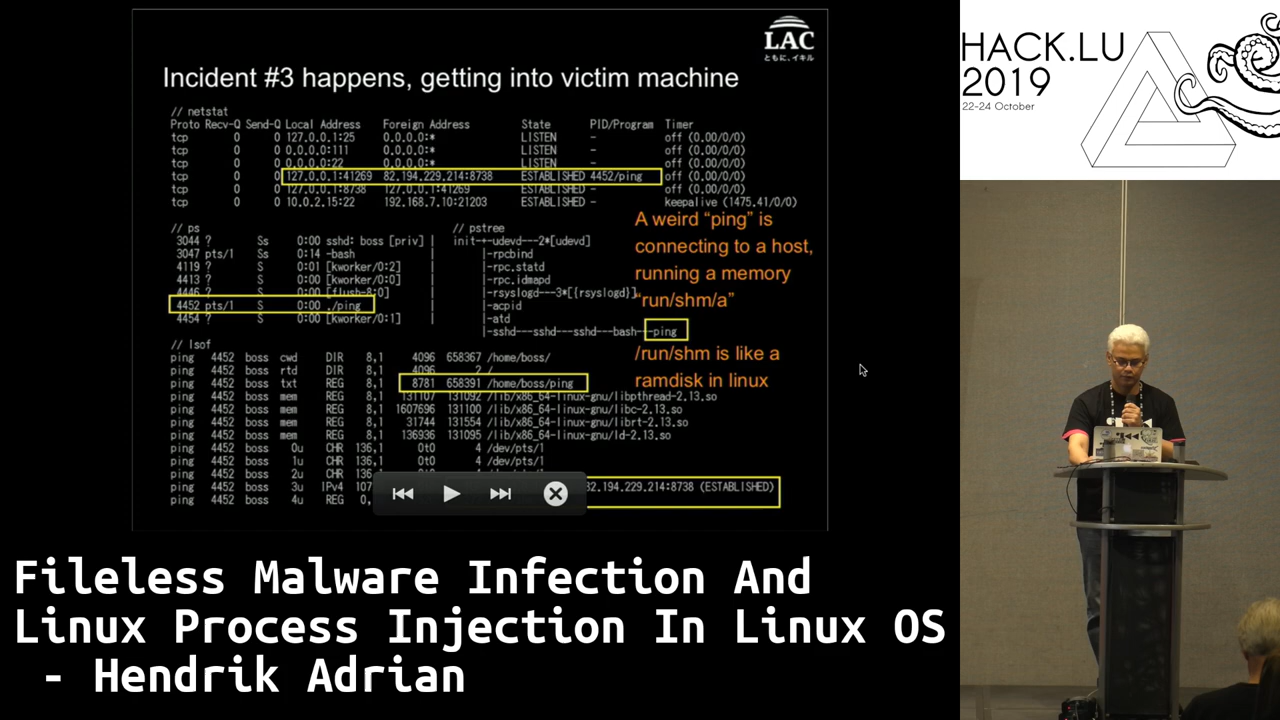 LAC
ともに、イキル
Incident #3 happens, getting into victim machine
// netstat
Proto Recv-Q Send-Q Local Address Foreign Address State PID/Program Timer
tcp 0 0 127.0.0.1:25 0.0.0.0:* LISTEN - off (0.00/0/0)
tcp 0 0 0.0.0.0:111 0.0.0.0:* LISTEN - off (0.00/0/0)
tcp 0 0 0.0.0.0:22 0.0.0.0:* LISTEN - off (0.00/0/0)
tcp 0 0 127.0.0.1:41269 82.194.229.214:8738 ESTABLISHED 4452/ping off (0.00/0/0)
tcp 0 0 127.0.0.1:8738 127.0.0.1:41269 ESTABLISHED - off (0.00/0/0)
tcp 0 0 10.0.2.15:22 192.168.7.10:21203 ESTABLISHED - keepalive (1475.41/0/0)
// ps
3044 ? Ss 0:00 sshd: boss [priv] |
3047 pts/1 Ss 0:14 -bash |
4119 ? S 0:01 [kworker/0:2] |
4413 ? S 0:00 [kworker/0:0] |
4446 ? S 0:00 [flush-8:0] |
4452 pts/1 S 0:00 ./ping |
4454 ? S 0:00 [kworker/0:1] |
// pstree
init-+-udevd---2*[udevd]
|-rpcbind
|-rpc.statd
|-rpc.idmapd
|-rsyslogd---3*[{rsyslogd}]
|-acpid
|-atd
|-sshd---sshd---sshd---bash---ping
A weird “ping” is
connecting to a host,
running a memory
“run/shm/a”
/run/shm is like a
ramdisk in linux
// lsof
ping 4452 boss cwd DIR 8,1 4096 658367 /home/boss/
ping 4452 boss rtd DIR 8,1 4096 2 /
ping 4452 boss txt REG 8,1 8781 658391 /home/boss/ping
ping 4452 boss mem REG 8,1 131107 131092 /lib/x86_64-linux-gnu/libpthread-2.13.so
ping 4452 boss mem REG 8,1 1607696 131100 /lib/x86_64-linux-gnu/libc-2.13.so
ping 4452 boss mem REG 8,1 31744 131554 /lib/x86_64-linux-gnu/librt-2.13.so
ping 4452 boss mem REG 8,1 136936 131095 /lib/x86_64-linux-gnu/ld-2.13.so
ping 4452 boss 0u CHR 136,1 0t0 4 /dev/pts/1
ping 4452 boss 1u CHR 136,1 0t0 4 /dev/pts/1
ping 4452 boss 2u CHR 136,
ping 4452 boss 3u IPv4 107 82.194.229.214:8738 (ESTABLISHED)
ping 4452 boss 4u REG 0,
Fileless Malware Infection And
Linux Process Injection In Linux OS
- Hendrik Adrian
HACK.LU
2019
22-24 October